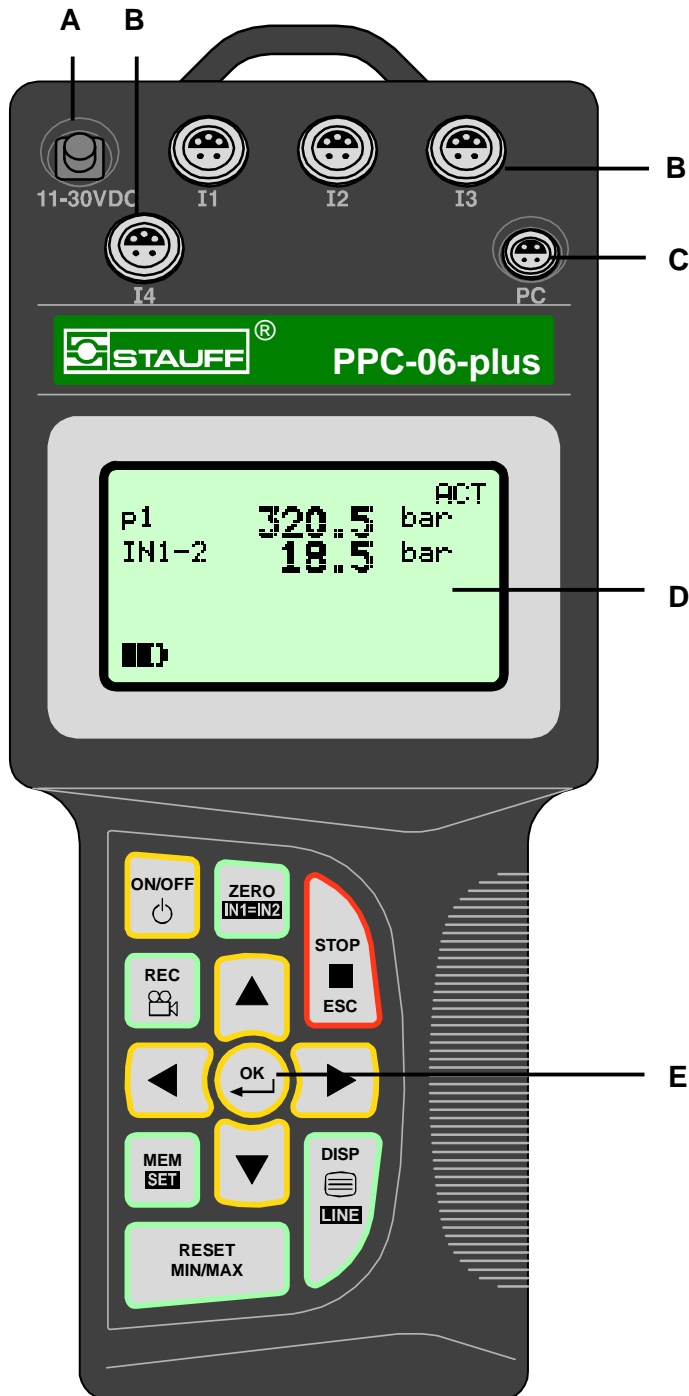 A B
B
11-30VDC I1 I2 I3
C
I4 PC
STAUFF ® PPC-06-plus
ACT
p1 320.5 bar
IN1-2 18.5 bar
D
ON/OFF
ZERO
IN1=IN2
STOP
ESC
REC
OK
E
MEM
SET
DISP
LINE
RESET
MIN/MAX